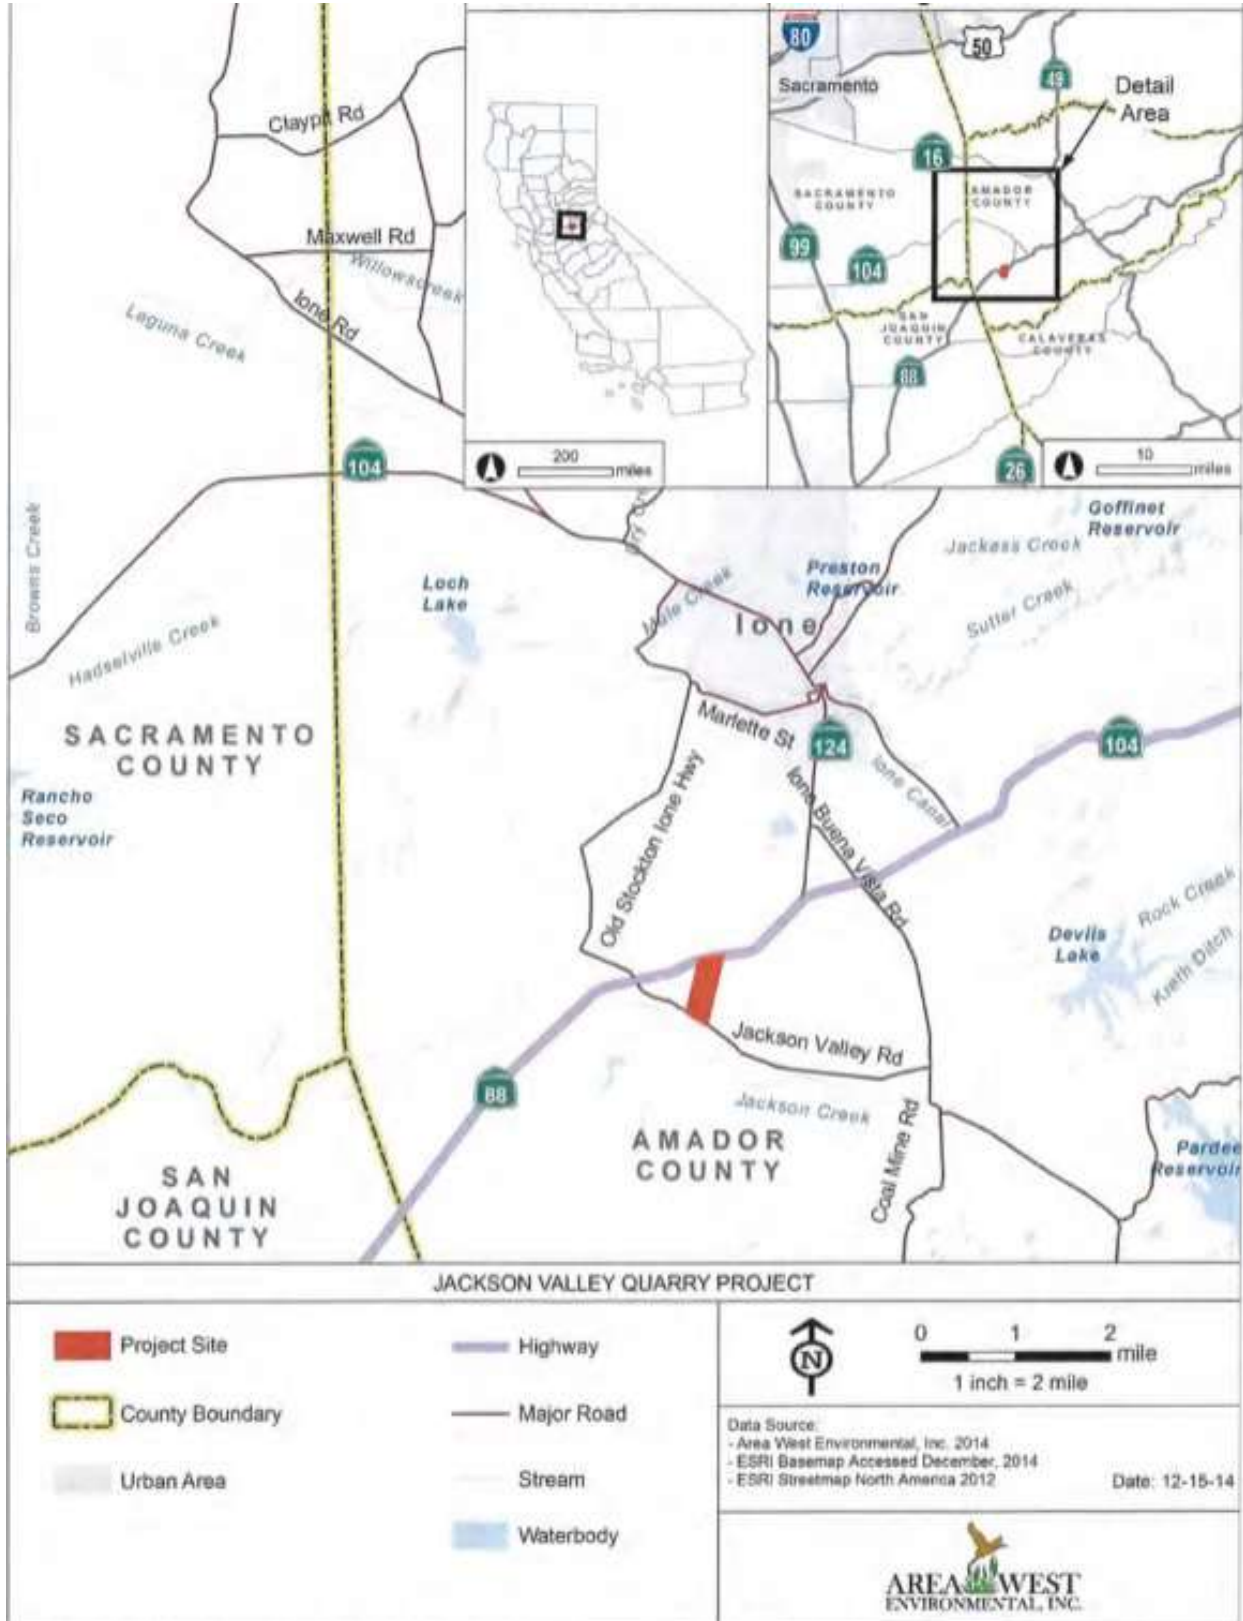 Claypit Rd
Maxwell Rd
Willowscreek
Ione Rd
Laguna Creek
104
Browns Creek
Hadselville Creek
Loch
Lake
SACRAMENTO
COUNTY
Rancho
Seco
Reservoir
200
miles
80
50
Sacramento
49
Detail
Area
16
SACRAMENTO
COUNTY
AMADOR
COUNTY
99
104
SAN
JOAQUIN
COUNTY
CALAVERAS
COUNTY
88
26
10
miles
Goffinet
Reservoir
Jackass Creek
Preston
Reservoir
Mule Creek
Ione
Sutter Creek
Marlette St
124
104
Ione Canal
Old Stockton Ione Hwy
Ione Buena Vista Rd
Rock Creek
Devils
Lake
Kreth Ditch
Jackson Valley Rd
88
Jackson Creek
AMADOR
COUNTY
Coal Mine Rd
Pardee
Reservoir
SAN
JOAQUIN
COUNTY
JACKSON VALLEY QUARRY PROJECT
Project Site
County Boundary
Urban Area
Highway
Major Road
Stream
Waterbody
N
0 1 2
mile
1 inch = 2 mile
Data Source:
- Area West Environmental, Inc. 2014
- ESRI Basemap Accessed December, 2014
- ESRI Streetmap North America 2012
Date: 12-15-14
AREA WEST
ENVIRONMENTAL, INC.